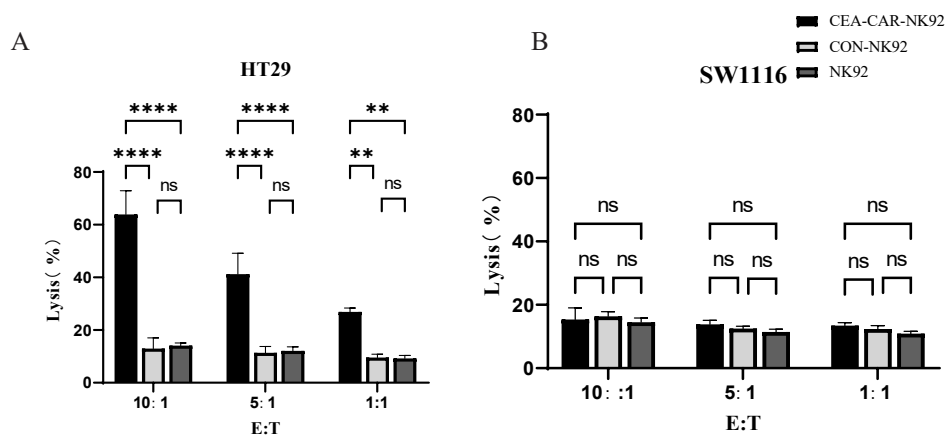 CEA-CAR-NK92
CON-NK92
NK92
A
HT29
**** **** **
**** **** **
ns ns ns
80
60
40
20
0
Lysis( %)
10: 1 5: 1 1:1
E:T
B
SW1116
ns ns ns
ns ns ns ns ns ns
80
60
40
20
0
Lysis( %)
10: :1 5: 1 1: 1
E:T